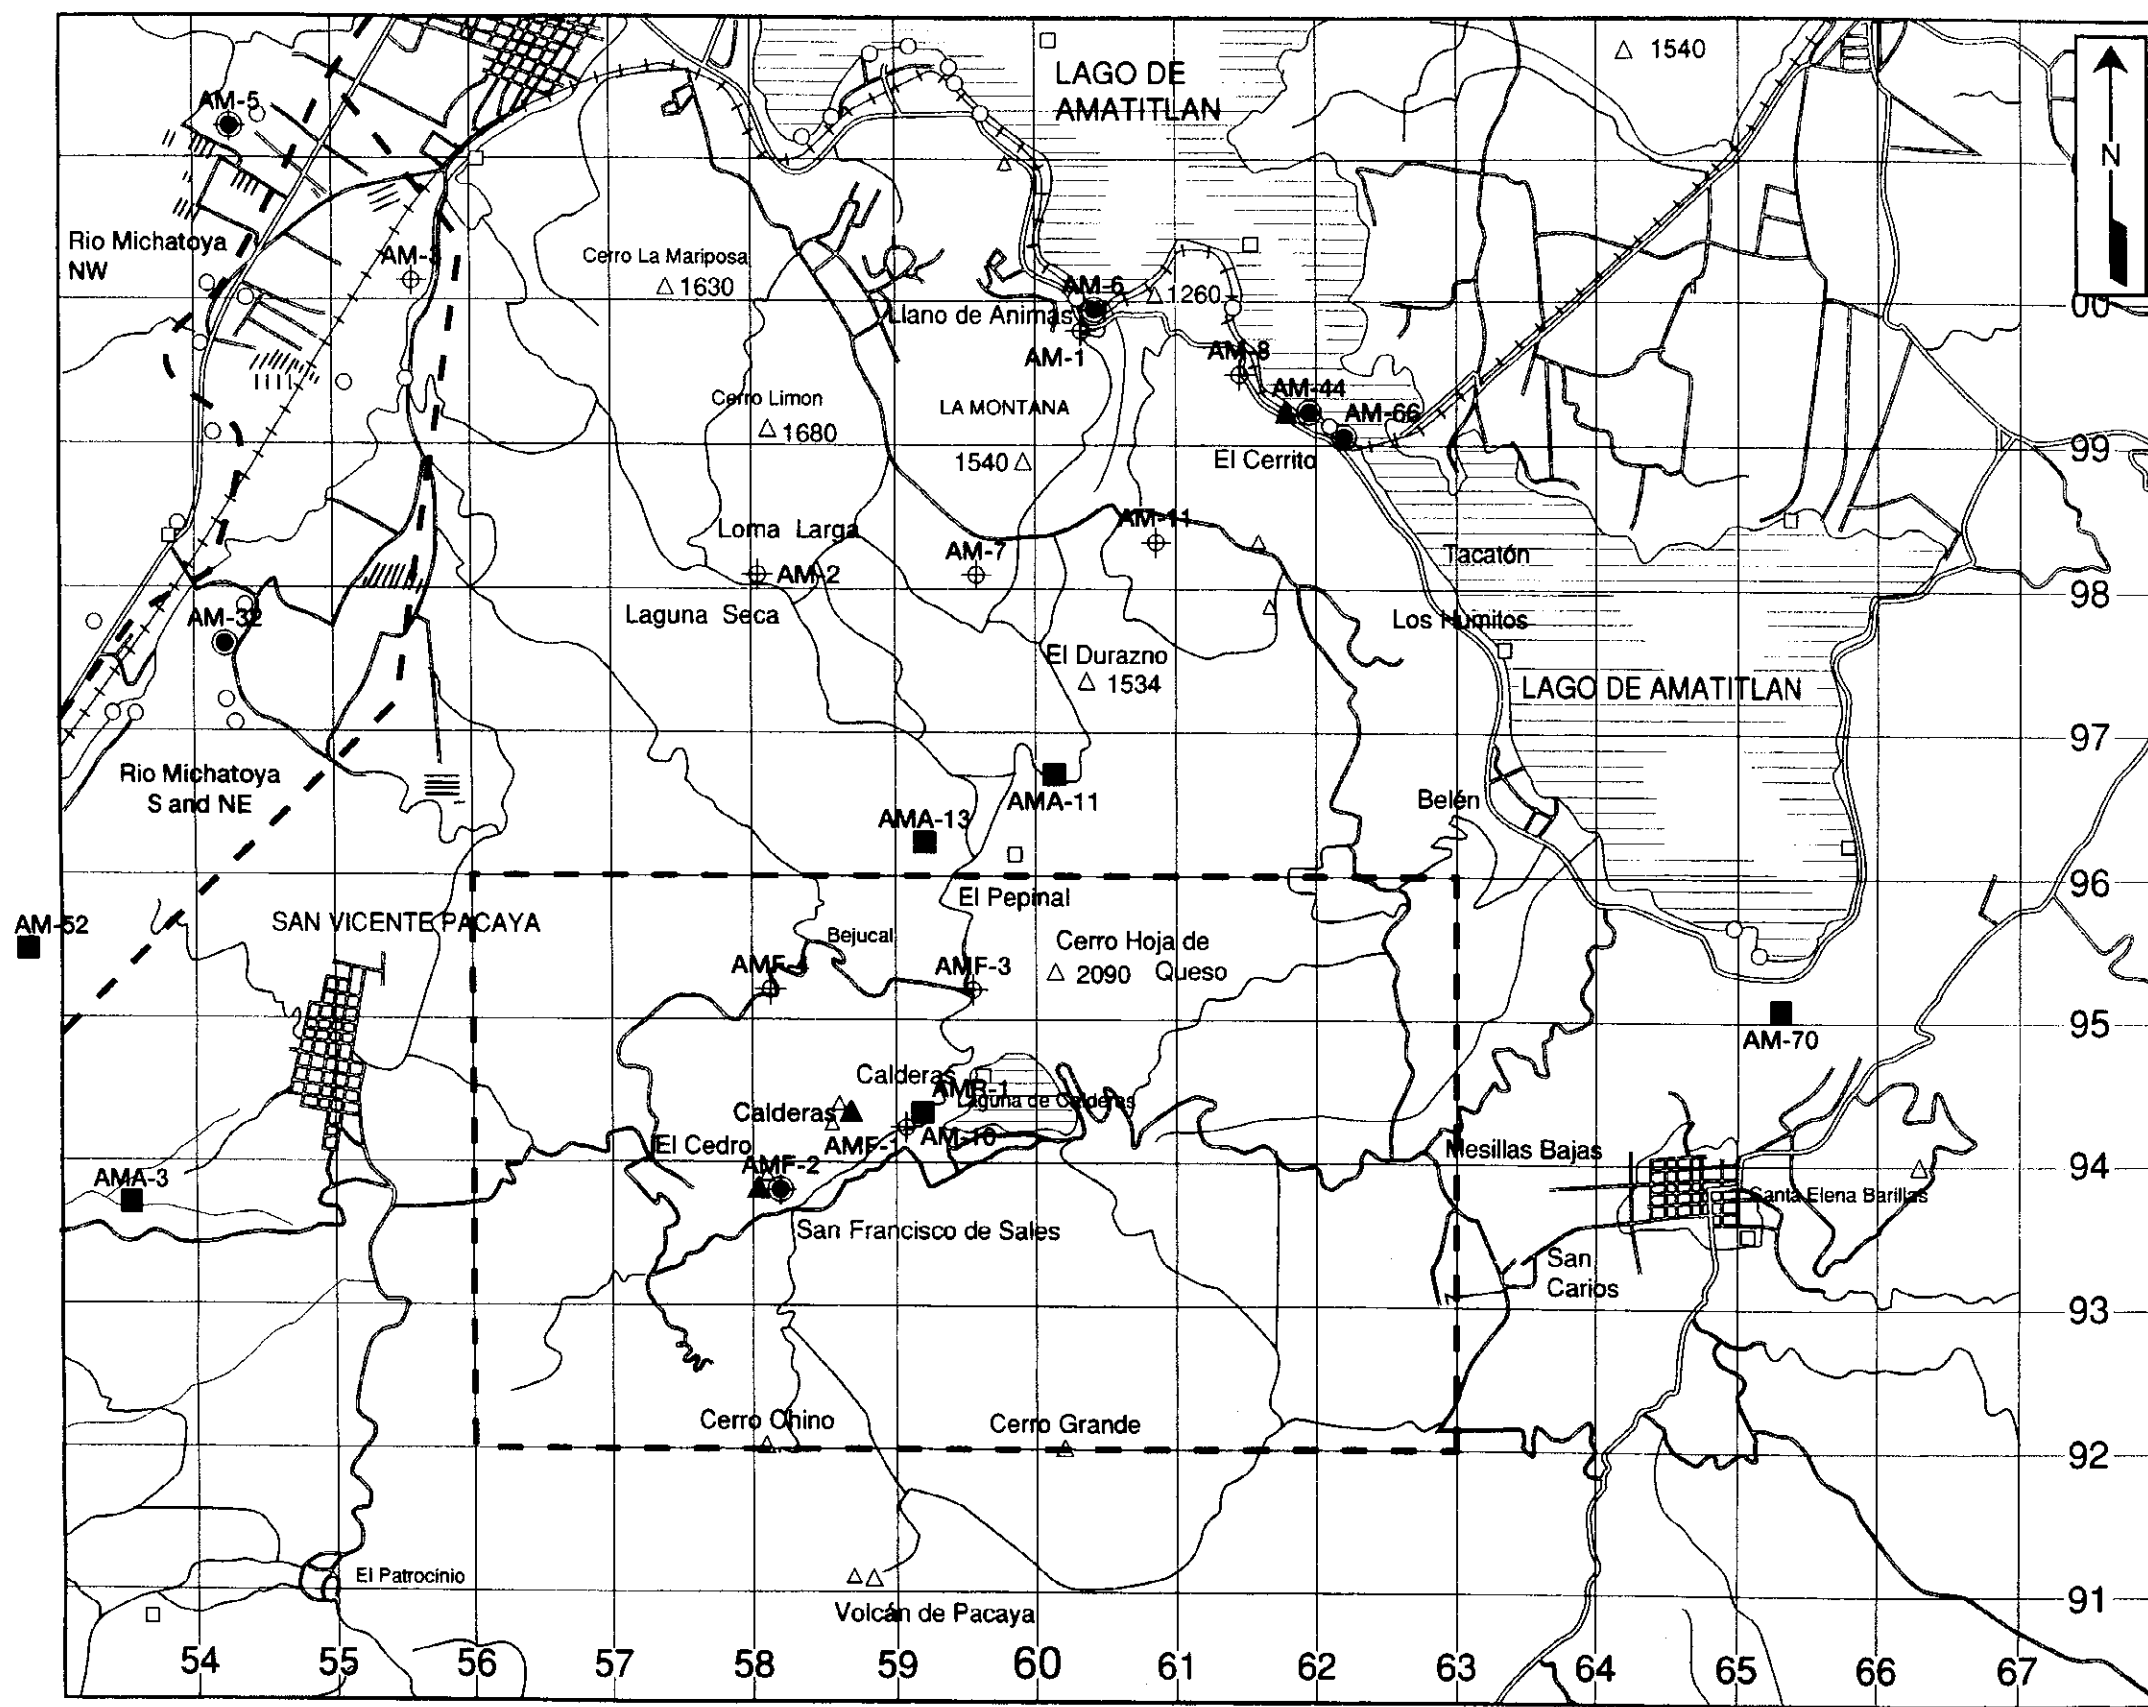 1540
LAGO DE
AMATITLAN
AM-5
N
Rio Michatoya
NW
AM-3
Cerro La Mariposa
1630
AM-6
1260
00
Llano de Animas
AM-1
AM-8
AM-44
Cerro Limon
1680
LA MONTANA
AM-66
1540
El Cerrito
99
Loma Larga
AM-11
AM-7
AM-2
Tacatón
98
Laguna Seca
Los Humitos
AM-32
El Durazno
1534
LAGO DE AMATITLAN
97
Rio Michatoya
S and NE
AMA-11
Belén
AMA-13
96
El Pepinal
SAN VICENTE PACAYA
AM-52
Bejucal
Cerro Hoja de
2090 Queso
AMF-4
AMF-3
95
AM-70
Calderas
AMR-1
Laguna de Calderas
Calderas
AMF-1
AM-10
El Cedro
Mesillas Bajas
94
AMF-2
AMA-3
Santa Elena Barillas
San Francisco de Sales
San
Carios
93
Cerro Chino
Cerro Grande
92
El Patrocinio
91
Volcán de Pacaya
54 55 56 57 58 59 60 61 62 63 64 65 66 67